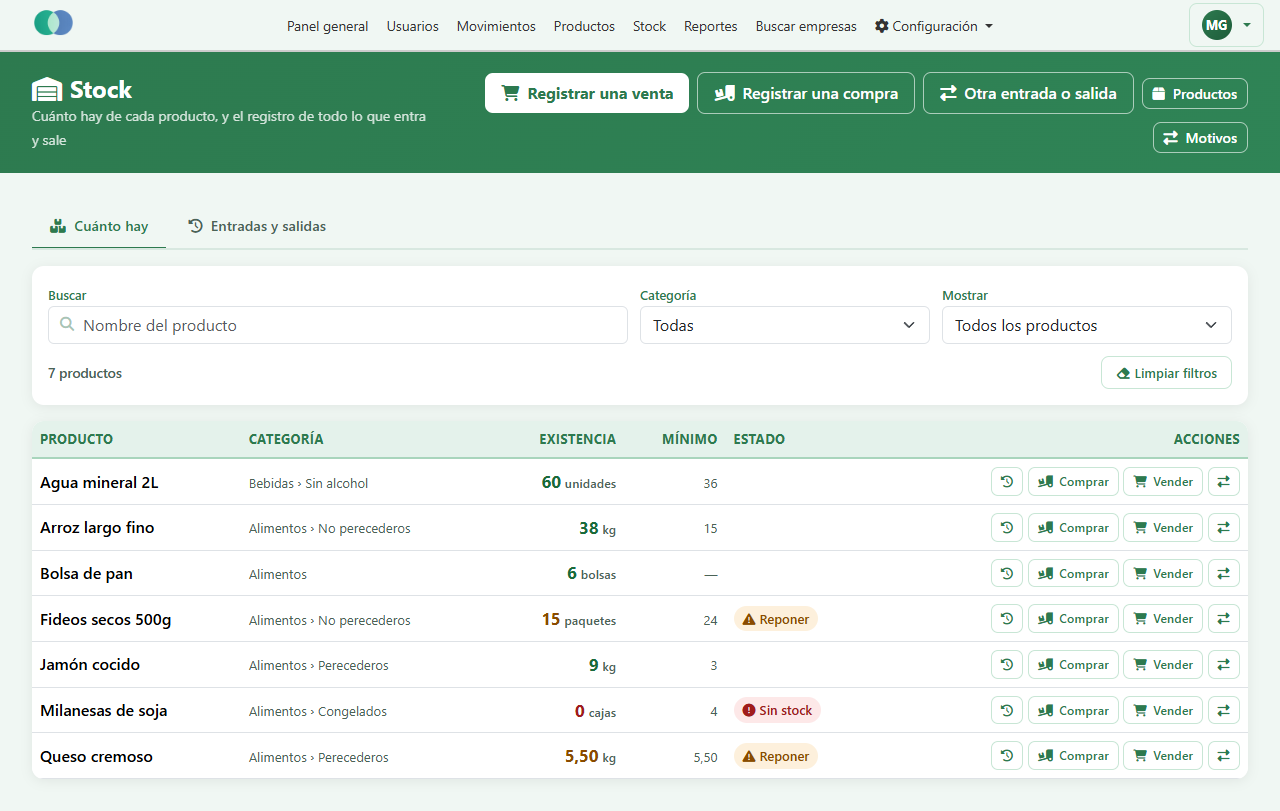 Panel general Usuarios Movimientos Productos Stock Reportes Buscar empresas Configuración MG
Stock
Cuánto hay de cada producto, y el registro de todo lo que entra
y sale
Registrar una venta Registrar una compra Otra entrada o salida Productos
Motivos
Cuánto hay Entradas y salidas
Buscar Categoría Mostrar
Nombre del producto Todas Todos los productos
7 productos Limpiar filtros
PRODUCTO CATEGORÍA EXISTENCIA MÍNIMO ESTADO ACCIONES
Agua mineral 2L Bebidas › Sin alcohol 60 unidades 36 Comprar Vender
Arroz largo fino Alimentos › No perecederos 38 kg 15 Comprar Vender
Bolsa de pan Alimentos 6 bolsas — Comprar Vender
Fideos secos 500g Alimentos › No perecederos 15 paquetes 24 Reponer Comprar Vender
Jamón cocido Alimentos › Perecederos 9 kg 3 Comprar Vender
Milanesas de soja Alimentos › Congelados 0 cajas 4 Sin stock Comprar Vender
Queso cremoso Alimentos › Perecederos 5,50 kg 5,50 Reponer Comprar Vender